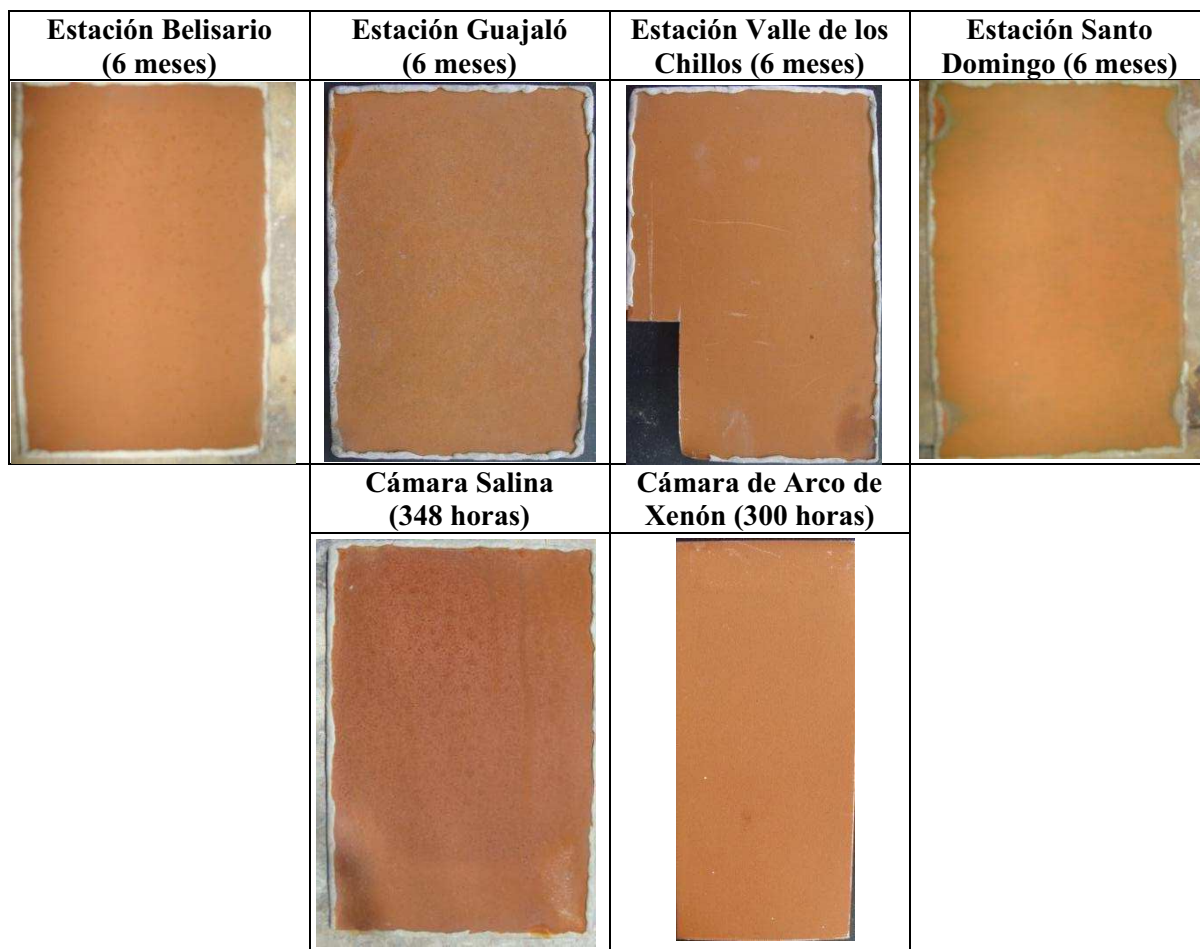 Estación Belisario
(6 meses)
Estación Guajaló
(6 meses)
Estación Valle de los
Chillos (6 meses)
Estación Santo
Domingo (6 meses)
Cámara Salina
(348 horas)
Cámara de Arco de
Xenón (300 horas)